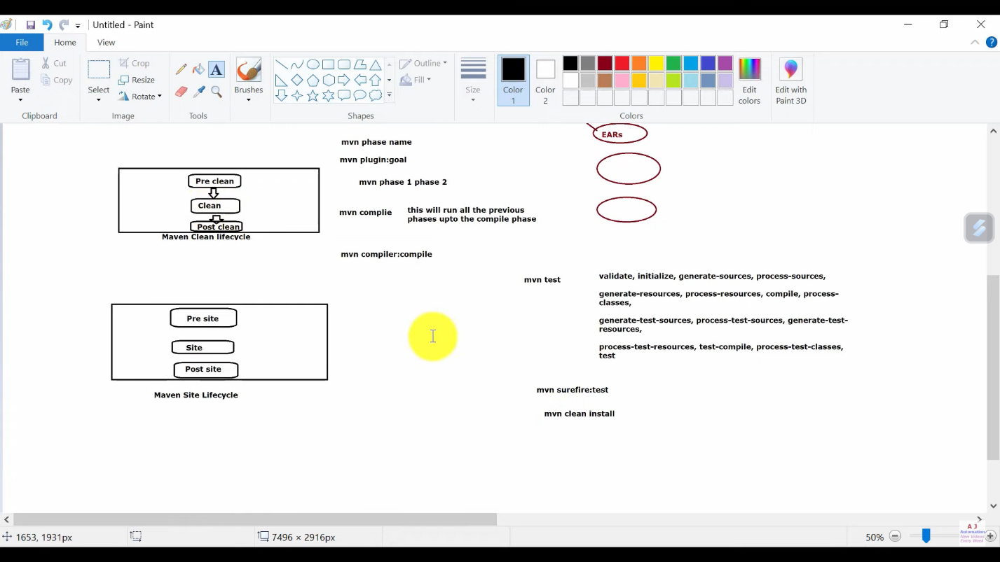 Untitled - Paint
File
Home
View
Paste
Cut
Copy
Clipboard
Select
Crop
Resize
Rotate
Image
A
Tools
Brushes
Outline
Fill
Shapes
Size
Color
1
Color
2
Edit
colors
Edit with
Paint 3D
Colors
?
EARs
mvn phase name
mvn plugin:goal
mvn phase 1 phase 2
Pre clean
Clean
Post clean
Maven Clean lifecycle
mvn complie
this will run all the previous
phases upto the compile phase
mvn compiler:compile
mvn test
validate, initialize, generate-sources, process-sources,
generate-resources, process-resources, compile, process-
classes,
generate-test-sources, process-test-sources, generate-test-
resources,
process-test-resources, test-compile, process-test-classes,
test
Pre site
Site
Post site
Maven Site Lifecycle
mvn surefire:test
mvn clean install
1653, 1931px
7496 × 2916px
50%
A J
Automation
New Videos
Every Week